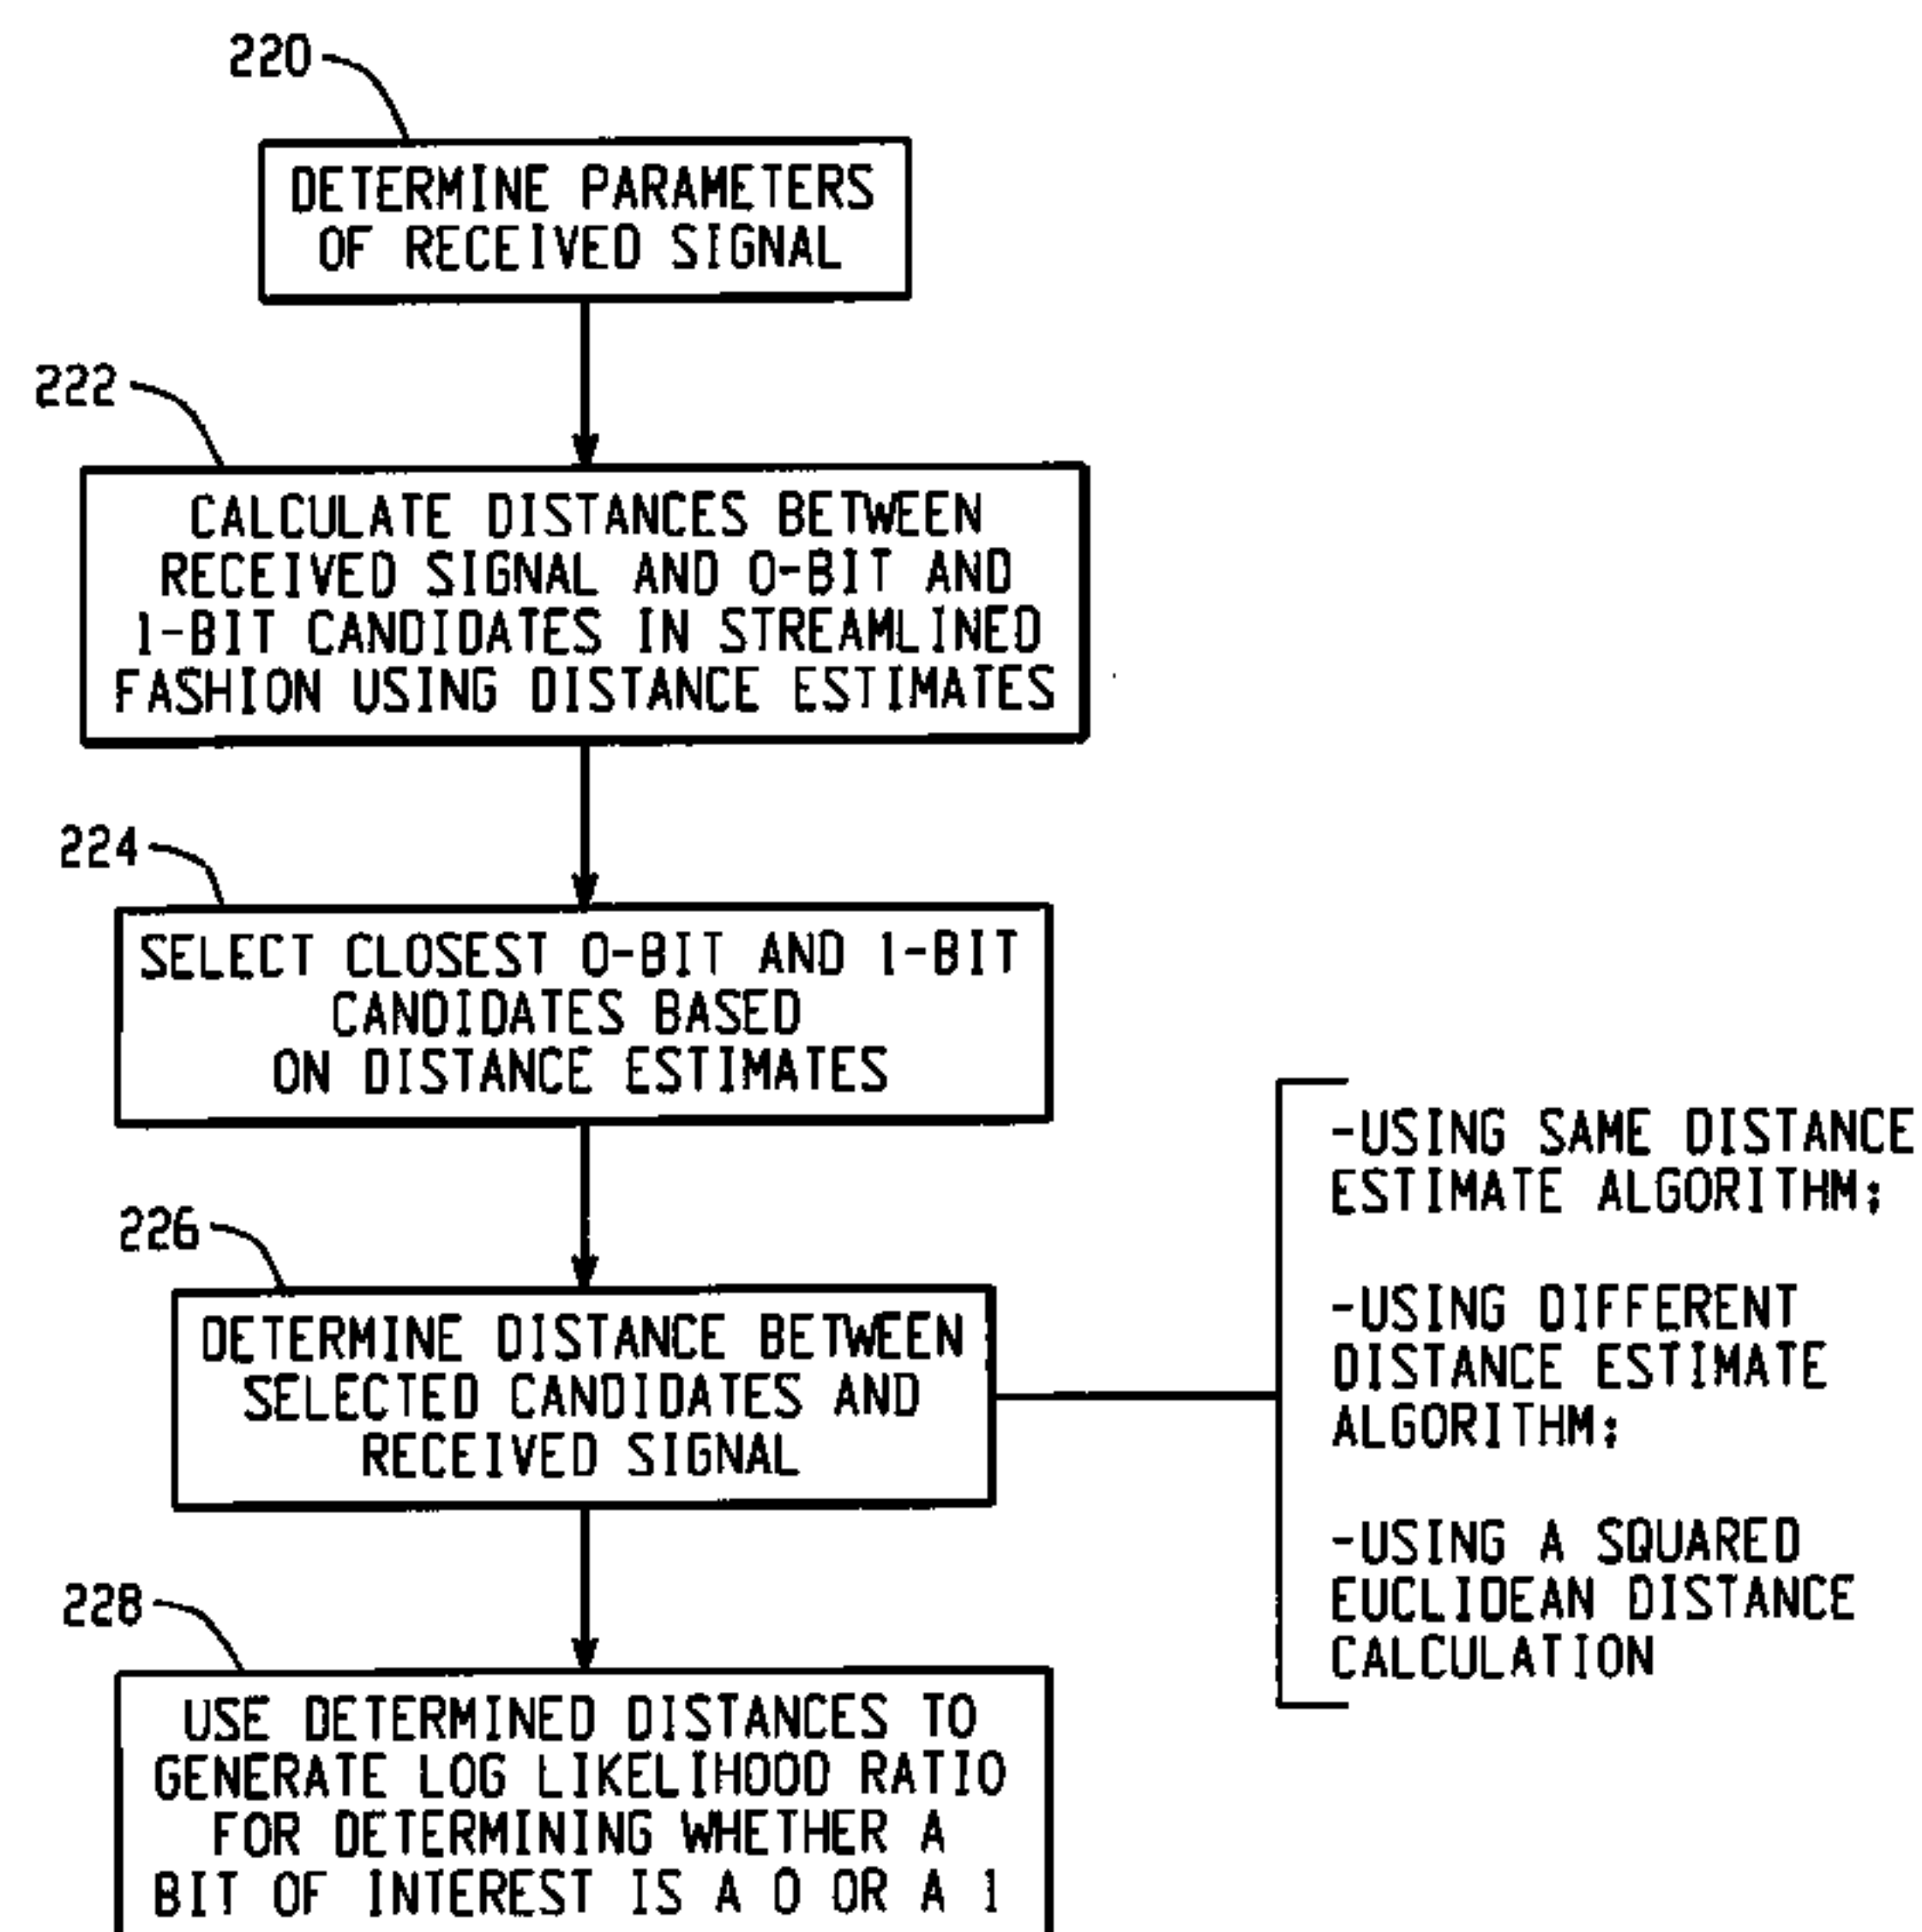 220
DETERMINE PARAMETERS
OF RECEIVED SIGNAL
222
CALCULATE DISTANCES BETWEEN
RECEIVED SIGNAL AND 0-BIT AND
1-BIT CANDIDATES IN STREAMLINED
FASHION USING DISTANCE ESTIMATES
224
SELECT CLOSEST 0-BIT AND 1-BIT
CANDIDATES BASED
ON DISTANCE ESTIMATES
226
DETERMINE DISTANCE BETWEEN
SELECTED CANDIDATES AND
RECEIVED SIGNAL
-USING SAME DISTANCE
ESTIMATE ALGORITHM;
-USING DIFFERENT
DISTANCE ESTIMATE
ALGORITHM;
-USING A SQUARED
EUCLIDEAN DISTANCE
CALCULATION
228
USE DETERMINED DISTANCES TO
GENERATE LOG LIKELIHOOD RATIO
FOR DETERMINING WHETHER A
BIT OF INTEREST IS A 0 OR A 1